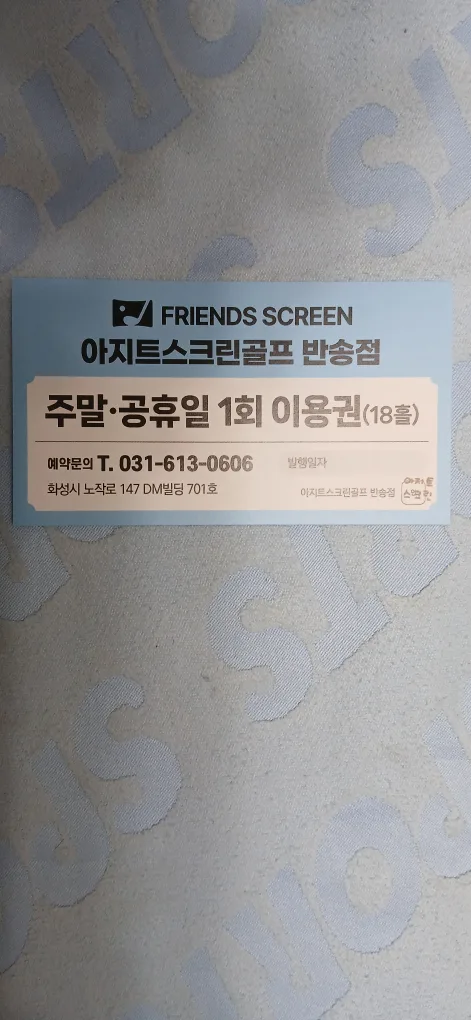 FRIENDS SCREEN
아지트스크린골프 반송점
주말·공휴일 1회 이용권(18홀)
예약문의 T. 031-613-0606 발행일자
화성시 노작로 147 DM빌딩 701호 아지트스크린골프 반송점
SPORTS
SPORTS